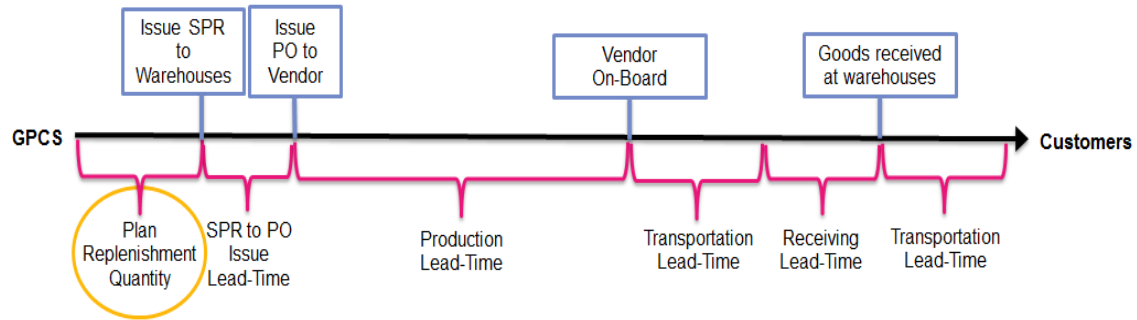 Issue SPR
to
Warehouses
Issue
PO to
Vendor
Vendor
On-Board
Goods received
at warehouses
GPCS
Customers
Plan
Replenishment
Quantity
SPR to PO
Issue
Lead-Time
Production
Lead-Time
Transportation
Lead-Time
Receiving
Lead-Time
Transportation
Lead-Time